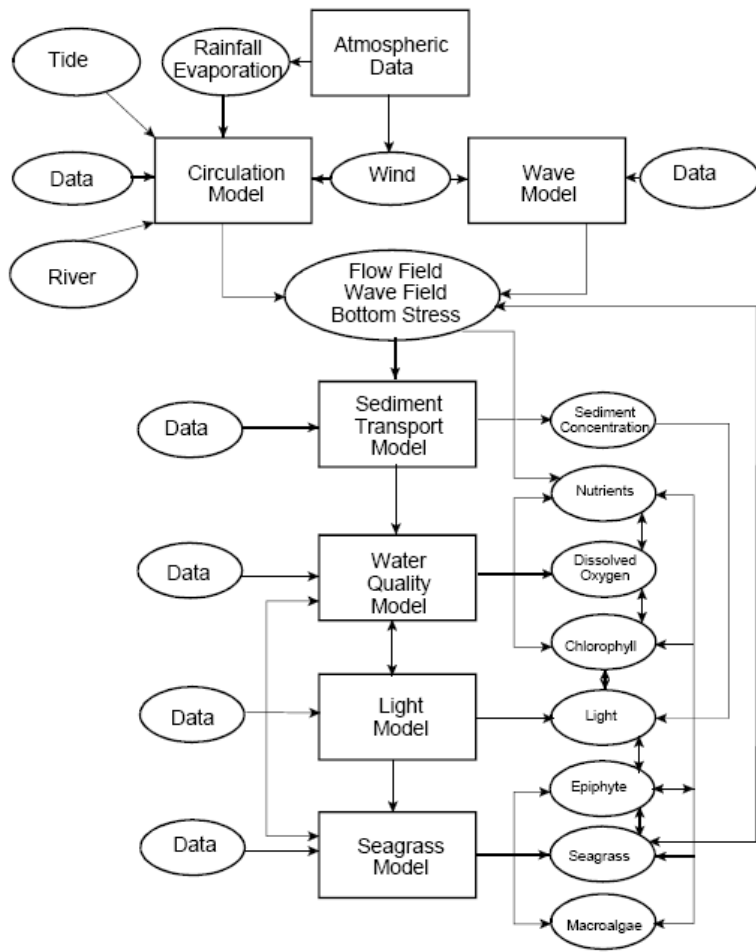 Tide
Rainfall
Evaporation
Atmospheric
Data
Data
Circulation
Model
Wind
Wave
Model
Data
River
Flow Field
Wave Field
Bottom Stress
Data
Sediment
Transport
Model
Sediment
Concentration
Nutrients
Data
Water
Quality
Model
Dissolved
Oxygen
Chlorophyll
Data
Light
Model
Light
Epiphyte
Data
Seagrass
Model
Seagrass
Macroalgae